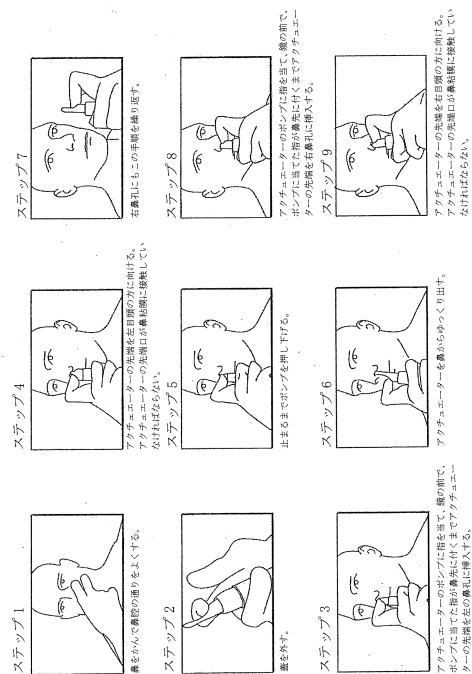 ステップ1
鼻をかんで鼻腔の通りをよくする。
ステップ2
蓋を外す。
ステップ3
アクチュエーターのポンプに指を当て、鏡の前で、
ポンプに当てた指が鼻先に付くまでアクチュエー
ターの先端を左の鼻孔に挿入する。
ステップ4
アクチュエーターの先端を左目頭の方に向ける。
アクチュエーターの先端口が鼻粘膜に接触してい
なければならない。
ステップ5
止まるまでポンプを押し下げる。
ステップ6
アクチュエータを鼻からゆっくり出す。
ステップ7
右鼻孔にもこの手順を繰り返す。
ステップ8
アクチュエーターのポンプに指を当て、鏡の前で、
ポンプに当てた指が鼻先に付くまでアクチュエー
ターの先端を右鼻孔に挿入する。
ステップ9
アクチュエーターの先端を右目頭の方に向ける。
アクチュエーターの先端口が鼻粘膜に接触してい
なければならない。